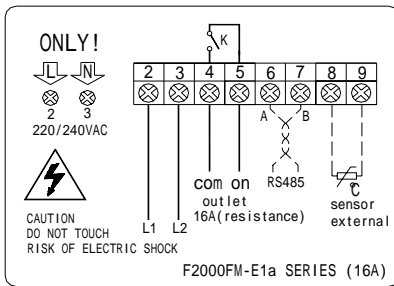 ONLY!
L N
2 3
220/240VAC
K
2 3 4 5 6 7 8 9
A B
RS485
com on
outlet
16A(resistance)
L1 L2
℃
sensor
external
CAUTION
DO NOT TOUCH
RISK OF ELECTRIC SHOCK
F2000FM-E1a SERIES (16A)